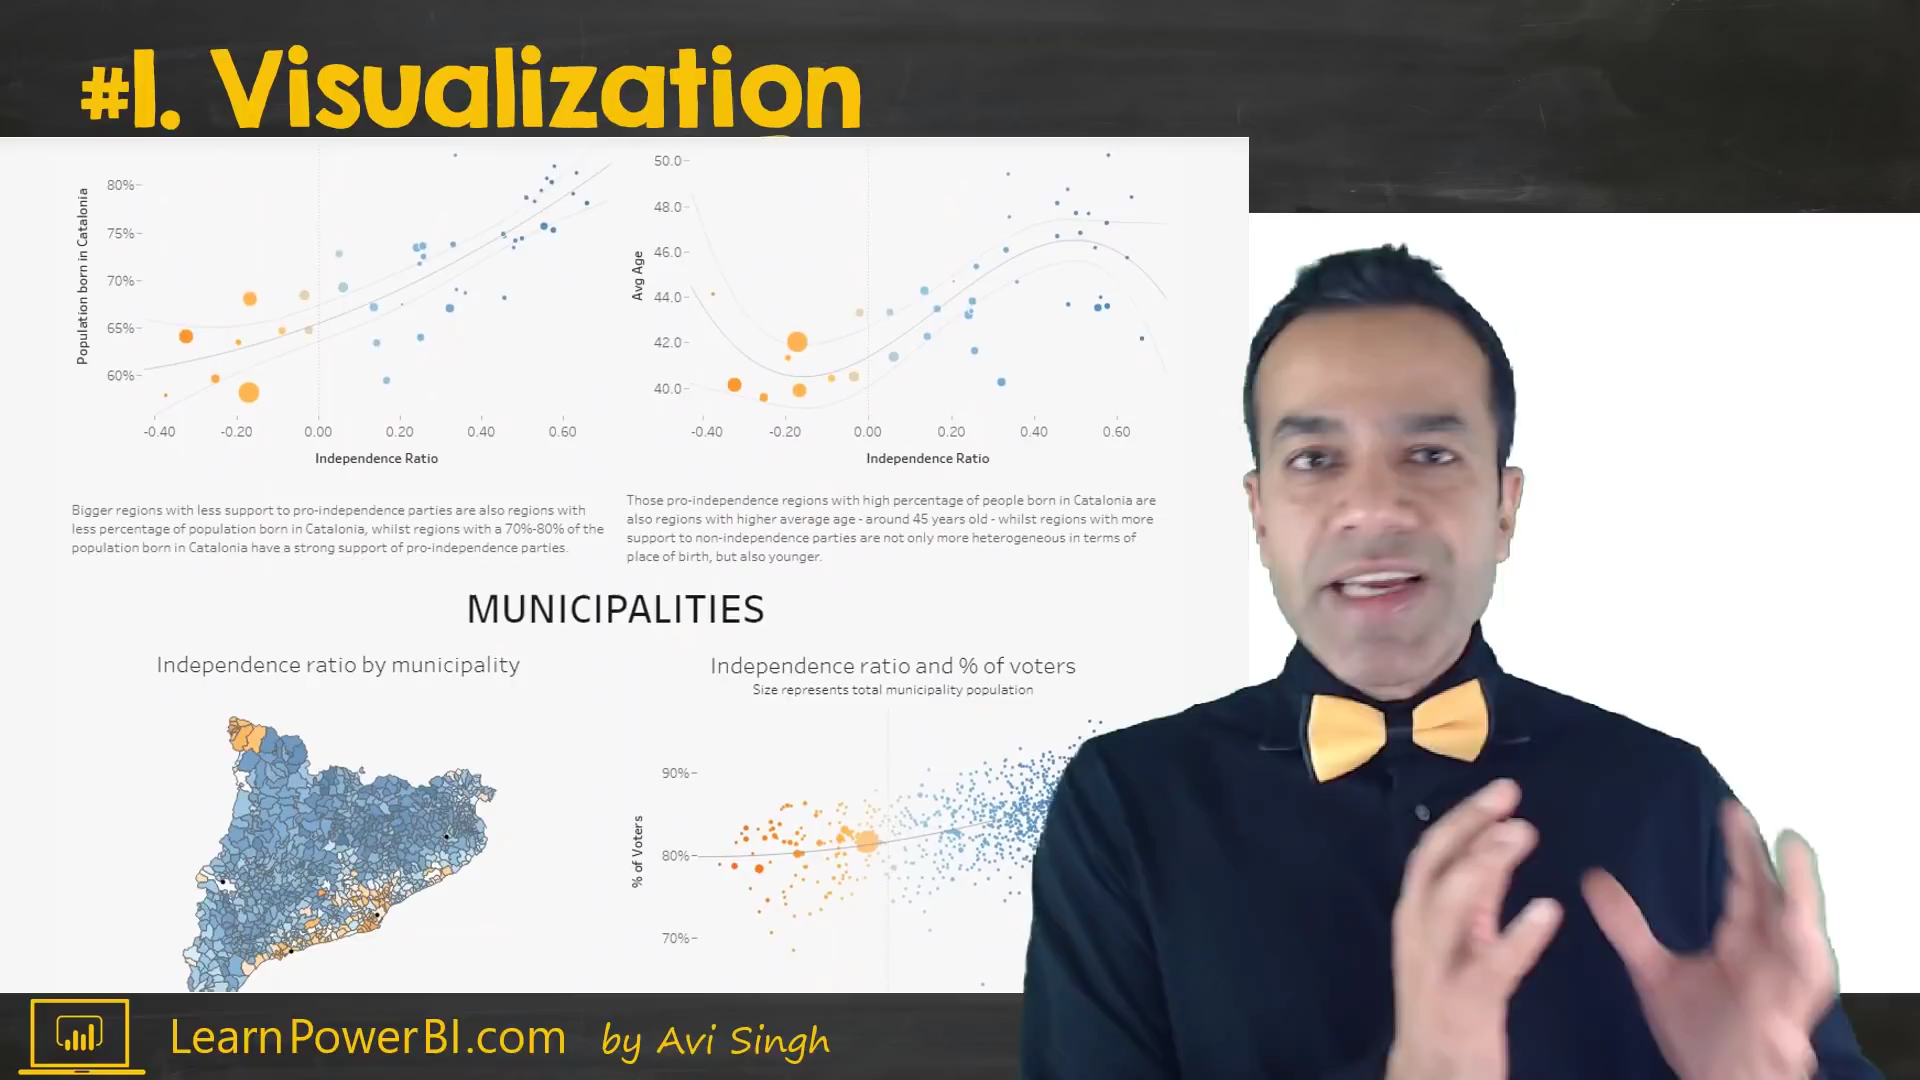 #1. Visualization
Population born in Catalonia
80%
75%
70%
65%
60%
-0.40 -0.20 0.00 0.20 0.40 0.60
Independence Ratio
Avg Age
50.0
48.0
46.0
44.0
42.0
40.0
-0.40 -0.20 0.00 0.20 0.40 0.60
Independence Ratio
Bigger regions with less support to pro-independence parties are also regions with
less percentage of population born in Catalonia, whilst regions with a 70%-80% of the
population born in Catalonia have a strong support of pro-independence parties.
Those pro-independence regions with high percentage of people born in Catalonia are
also regions with higher average age - around 45 years old - whilst regions with more
support to non-independence parties are not only more heterogeneous in terms of
place of birth, but also younger.
MUNICIPALITIES
Independence ratio by municipality
Independence ratio and % of voters
Size represents total municipality population
% of Voters
90%
80%
70%
LearnPowerBI.com by Avi Singh